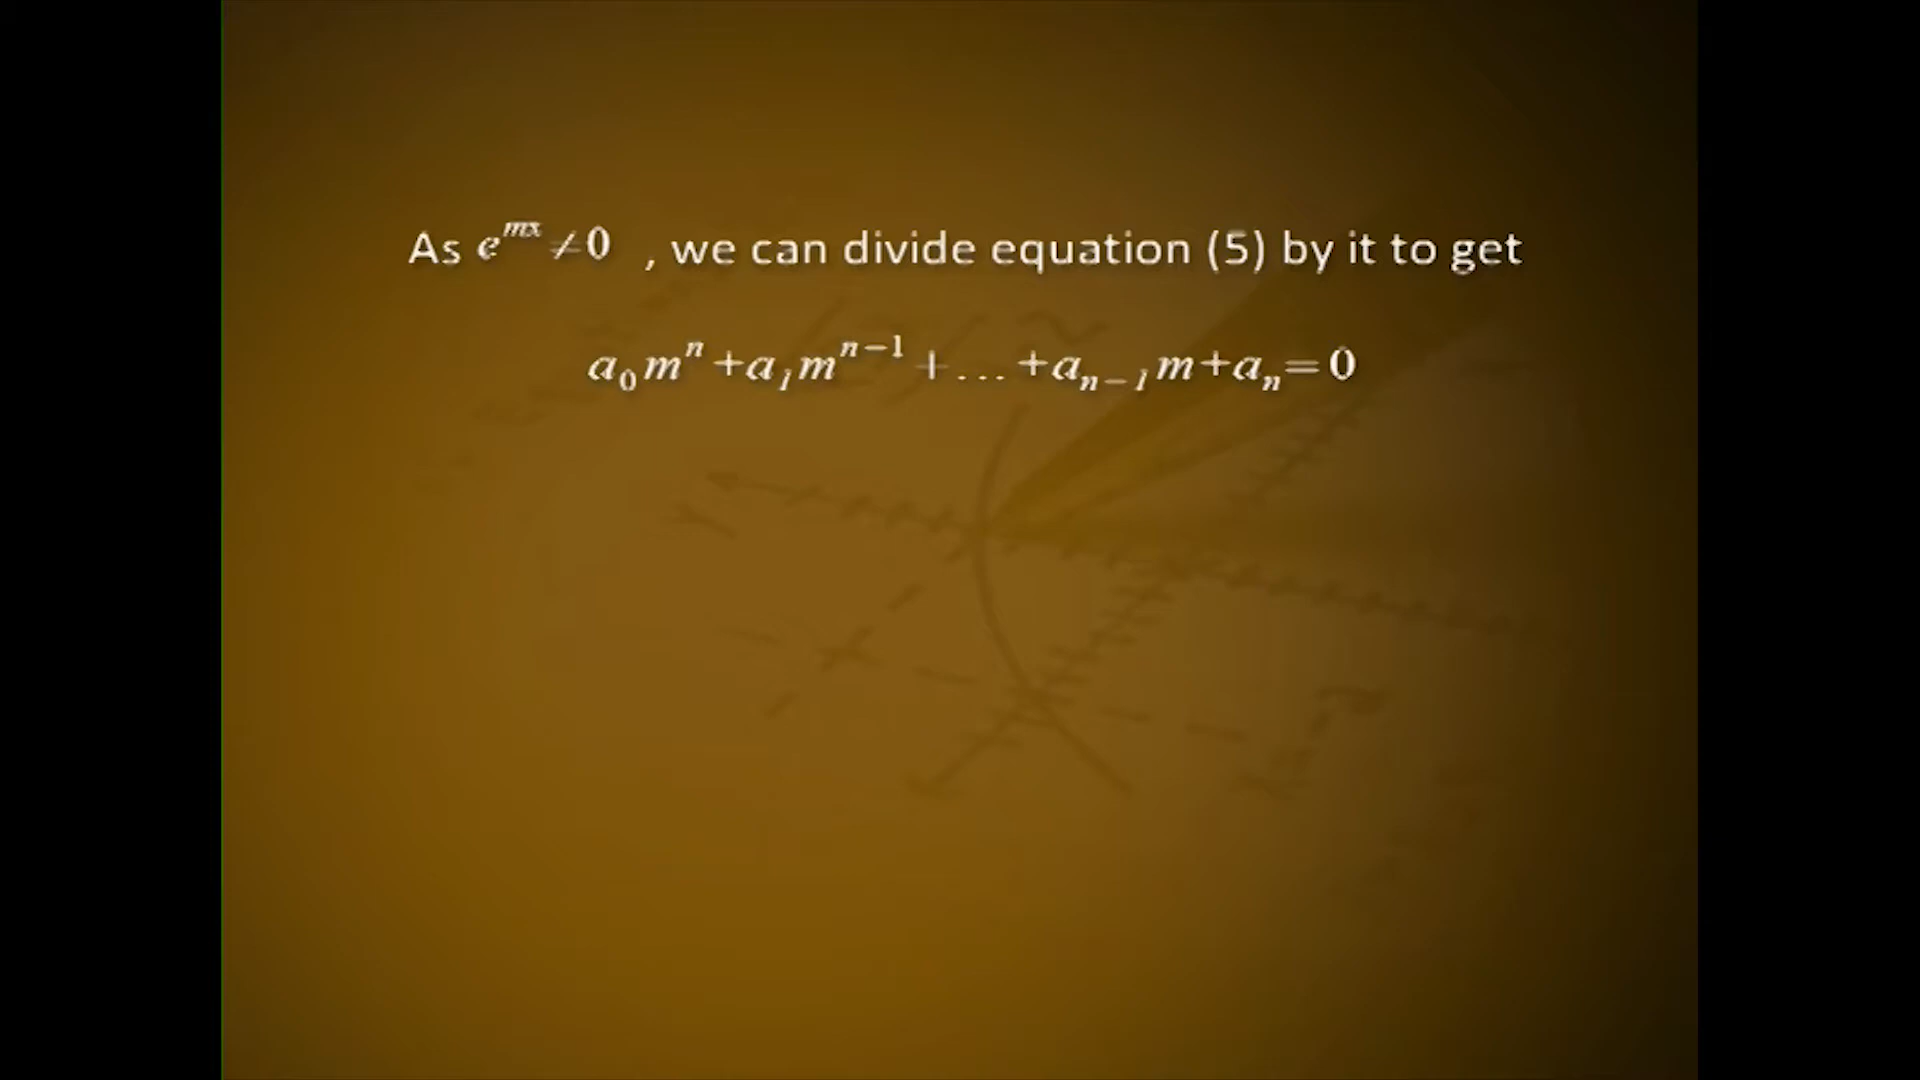 As e^{mx} ≠ 0 , we can divide equation (5) by it to get
a_0 m^n + a_1 m^{n-1} + ... + a_{n-1} m + a_n = 0